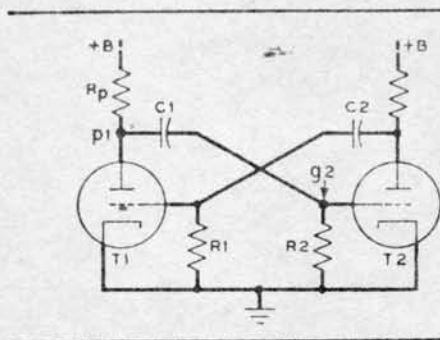 +B +B
Rp C1 C2
p1
g2
R1 R2
T1 T2